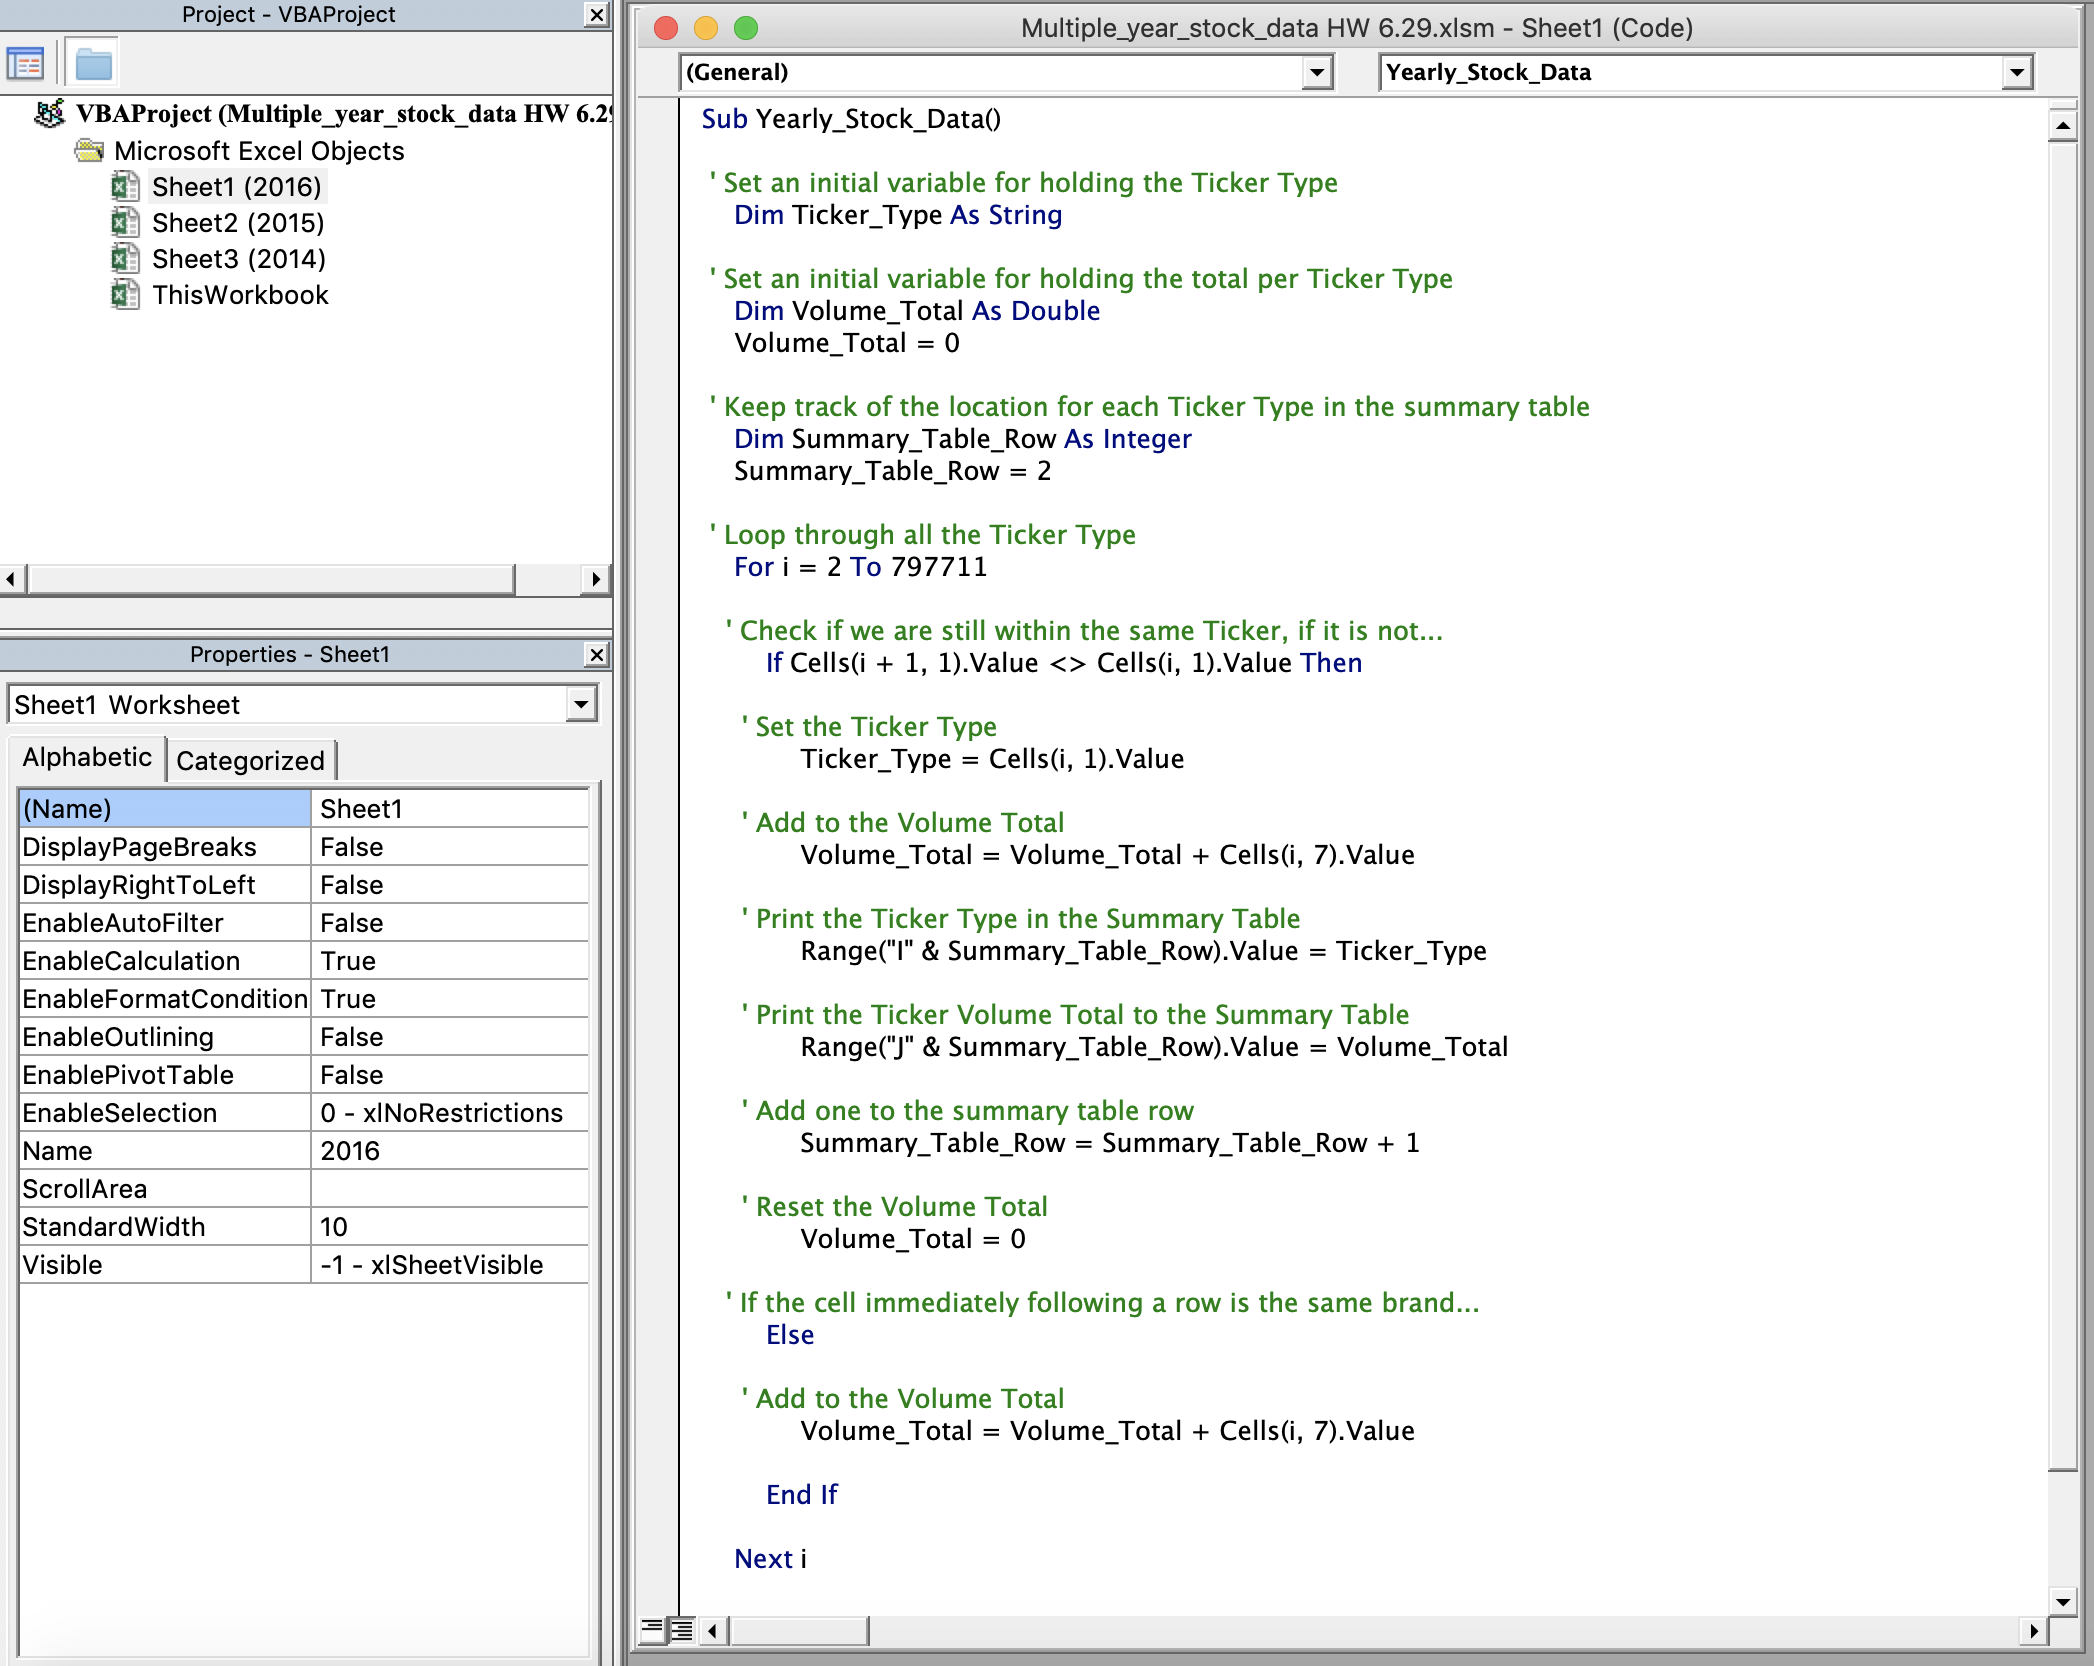 Project - VBAProject
VBAProject (Multiple_year_stock_data HW 6.29
Microsoft Excel Objects
Sheet1 (2016)
Sheet2 (2015)
Sheet3 (2014)
ThisWorkbook
Properties - Sheet1
Sheet1 Worksheet
Alphabetic Categorized
(Name) Sheet1
DisplayPageBreaks False
DisplayRightToLeft False
EnableAutoFilter False
EnableCalculation True
EnableFormatCondition True
EnableOutlining False
EnablePivotTable False
EnableSelection 0 - xlNoRestrictions
Name 2016
ScrollArea
StandardWidth 10
Visible -1 - xlSheetVisible
Multiple_year_stock_data HW 6.29.xlsm - Sheet1 (Code)
(General) Yearly_Stock_Data
Sub Yearly_Stock_Data()
' Set an initial variable for holding the Ticker Type
Dim Ticker_Type As String
' Set an initial variable for holding the total per Ticker Type
Dim Volume_Total As Double
Volume_Total = 0
' Keep track of the location for each Ticker Type in the summary table
Dim Summary_Table_Row As Integer
Summary_Table_Row = 2
' Loop through all the Ticker Type
For i = 2 To 797711
' Check if we are still within the same Ticker, if it is not...
If Cells(i + 1, 1).Value <> Cells(i, 1).Value Then
' Set the Ticker Type
Ticker_Type = Cells(i, 1).Value
' Add to the Volume Total
Volume_Total = Volume_Total + Cells(i, 7).Value
' Print the Ticker Type in the Summary Table
Range("I" & Summary_Table_Row).Value = Ticker_Type
' Print the Ticker Volume Total to the Summary Table
Range("J" & Summary_Table_Row).Value = Volume_Total
' Add one to the summary table row
Summary_Table_Row = Summary_Table_Row + 1
' Reset the Volume Total
Volume_Total = 0
' If the cell immediately following a row is the same brand...
Else
' Add to the Volume Total
Volume_Total = Volume_Total + Cells(i, 7).Value
End If
Next i